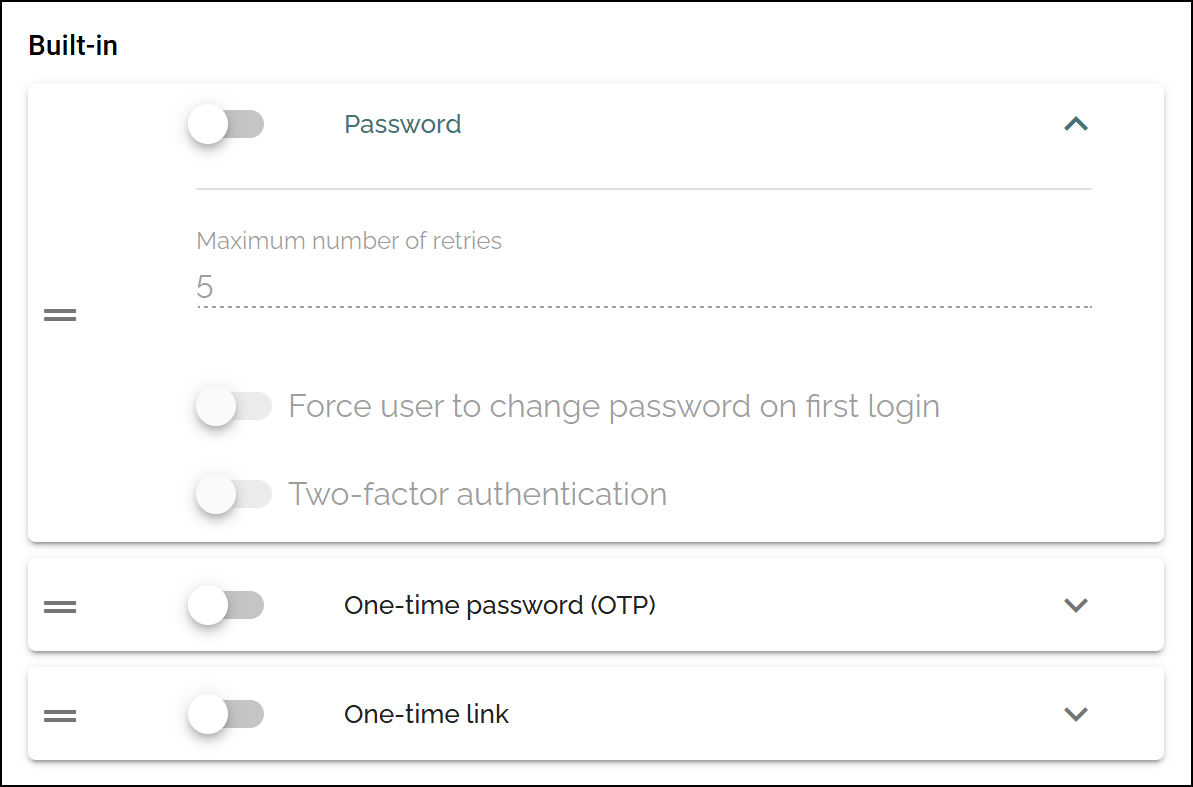 Built-in
Password
Maximum number of retries
5
Force user to change password on first login
Two-factor authentication
One-time password (OTP)
One-time link